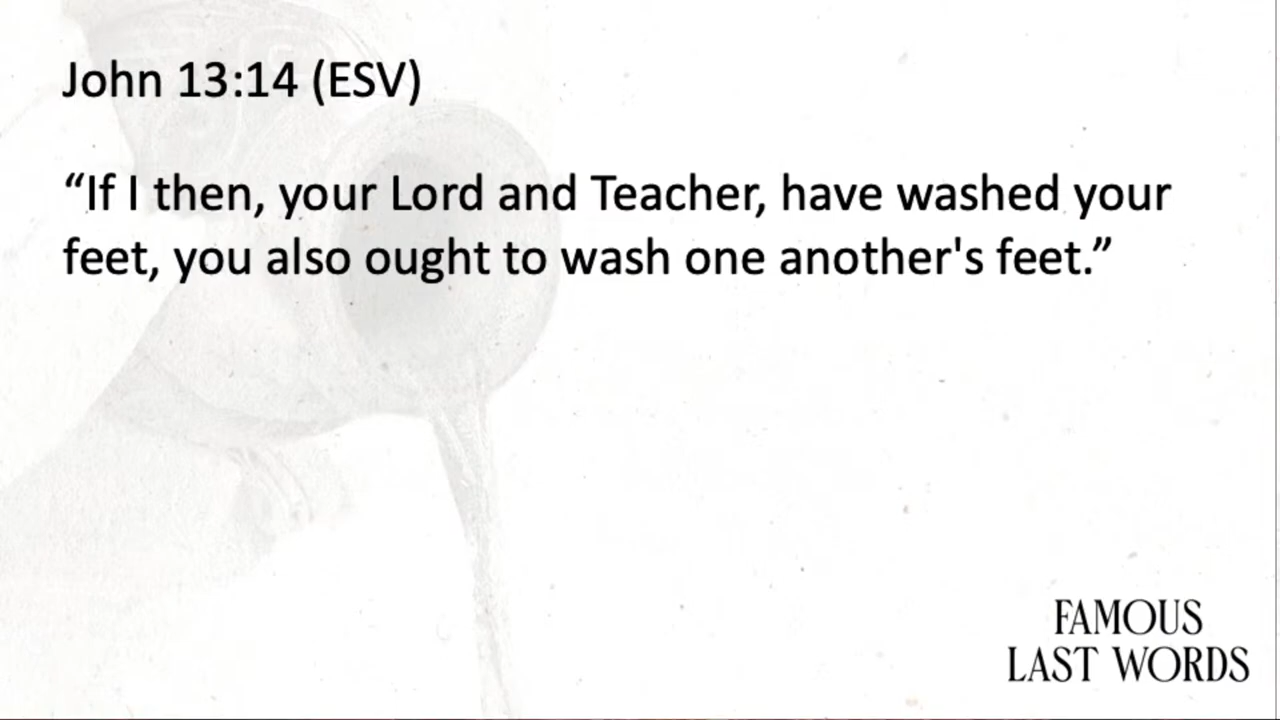 John 13:14 (ESV)
“If I then, your Lord and Teacher, have washed your
feet, you also ought to wash one another's feet.”
FAMOUS
LAST WORDS